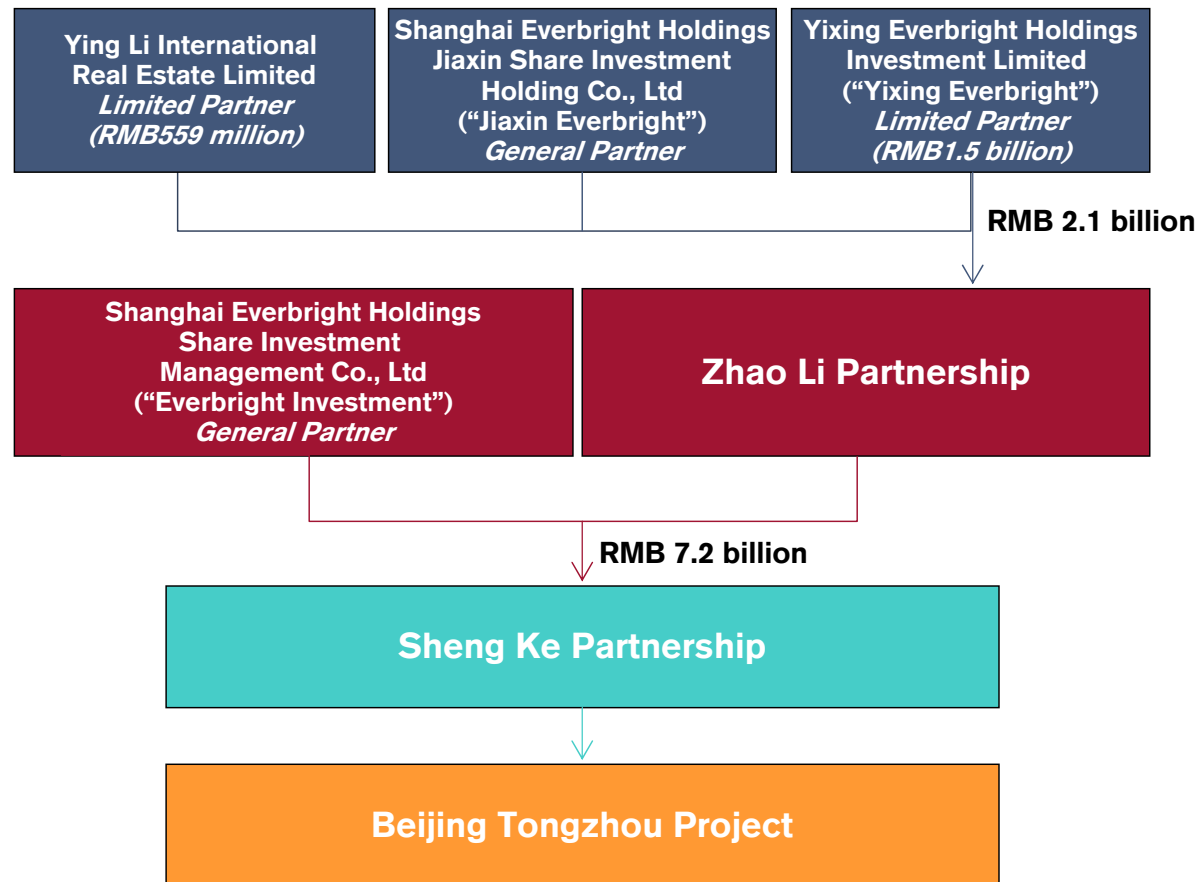 Ying Li International
Real Estate Limited
Limited Partner
(RMB559 million)
Shanghai Everbright Holdings
Jiaxin Share Investment
Holding Co., Ltd
(“Jiaxin Everbright”)
General Partner
Yixing Everbright Holdings
Investment Limited
(“Yixing Everbright”)
Limited Partner
(RMB1.5 billion)
RMB 2.1 billion
Shanghai Everbright Holdings
Share Investment
Management Co., Ltd
(“Everbright Investment”)
General Partner
Zhao Li Partnership
RMB 7.2 billion
Sheng Ke Partnership
Beijing Tongzhou Project